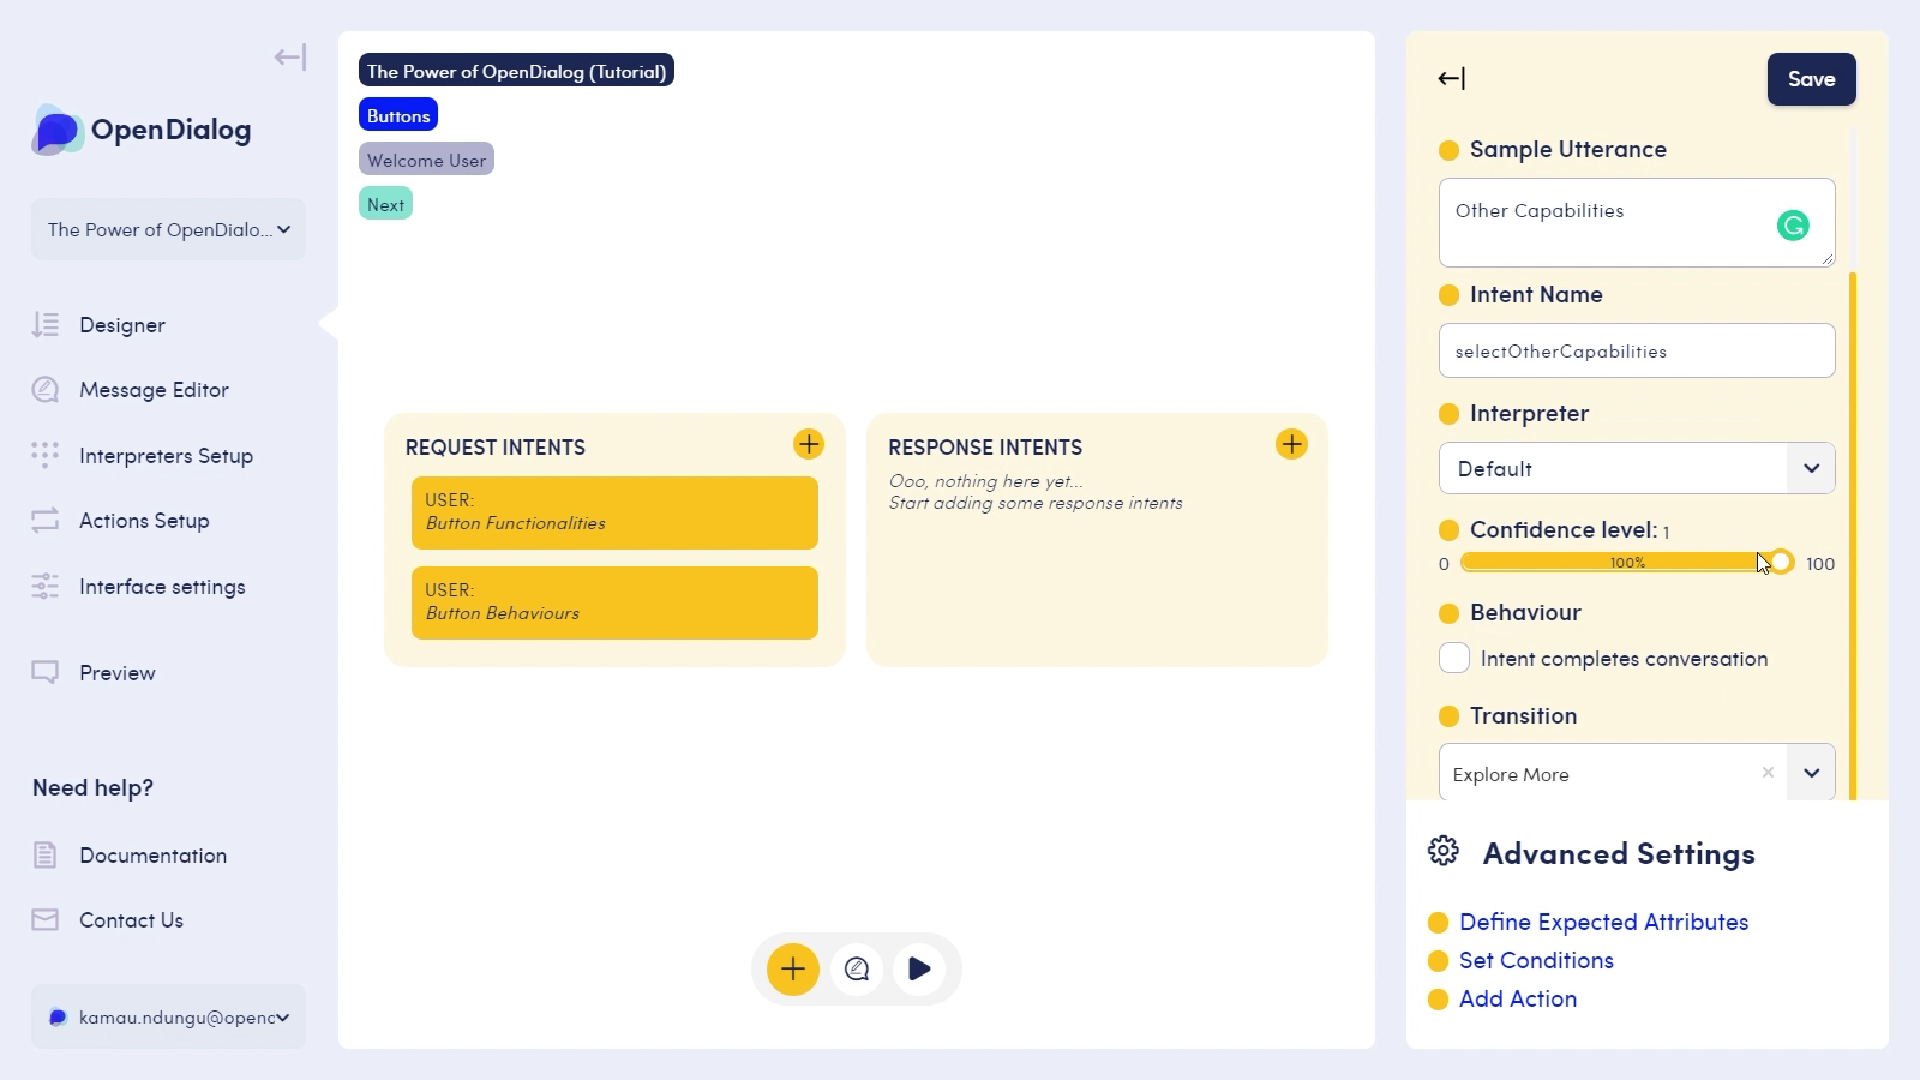 OpenDialog
The Power of OpenDialo...
Designer
Message Editor
Interpreters Setup
Actions Setup
Interface settings
Preview
Need help?
Documentation
Contact Us
kamau.ndungu@openc
The Power of OpenDialog (Tutorial)
Buttons
Welcome User
Next
REQUEST INTENTS
USER:
Button Functionalities
USER:
Button Behaviours
RESPONSE INTENTS
Ooo, nothing here yet...
Start adding some response intents
Save
Sample Utterance
Other Capabilities
Intent Name
selectOtherCapabilities
Interpreter
Default
Confidence level: 1
0 100% 100
Behaviour
Intent completes conversation
Transition
Explore More
Advanced Settings
Define Expected Attributes
Set Conditions
Add Action